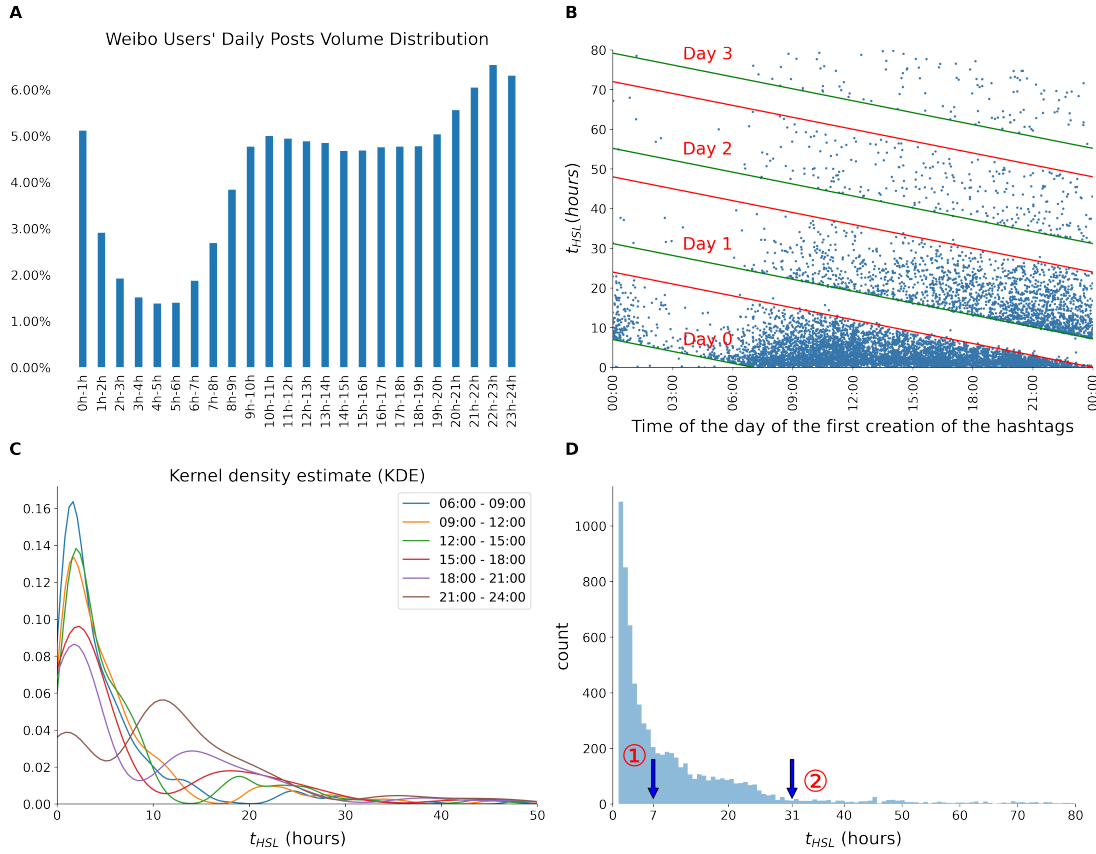 A
Weibo Users' Daily Posts Volume Distribution
6.00%
5.00%
4.00%
3.00%
2.00%
1.00%
0.00%
0h-1h
1h-2h
2h-3h
3h-4h
4h-5h
5h-6h
6h-7h
7h-8h
8h-9h
9h-10h
10h-11h
11h-12h
12h-13h
13h-14h
14h-15h
15h-16h
16h-17h
17h-18h
18h-19h
19h-20h
20h-21h
21h-22h
22h-23h
23h-24h
B
80
70
60
50
40
30
20
10
0
t_HSL(hours)
Day 3
Day 2
Day 1
Day 0
00:00
03:00
06:00
09:00
12:00
15:00
18:00
21:00
00:00
Time of the day of the first creation of the hashtags
C
Kernel density estimate (KDE)
0.16
0.14
0.12
0.10
0.08
0.06
0.04
0.02
0.00
06:00 - 09:00
09:00 - 12:00
12:00 - 15:00
15:00 - 18:00
18:00 - 21:00
21:00 - 24:00
0
10
20
30
40
50
t_HSL (hours)
D
1000
800
600
400
200
0
count
①
②
0
7
20
31
40
50
60
70
80
t_HSL (hours)